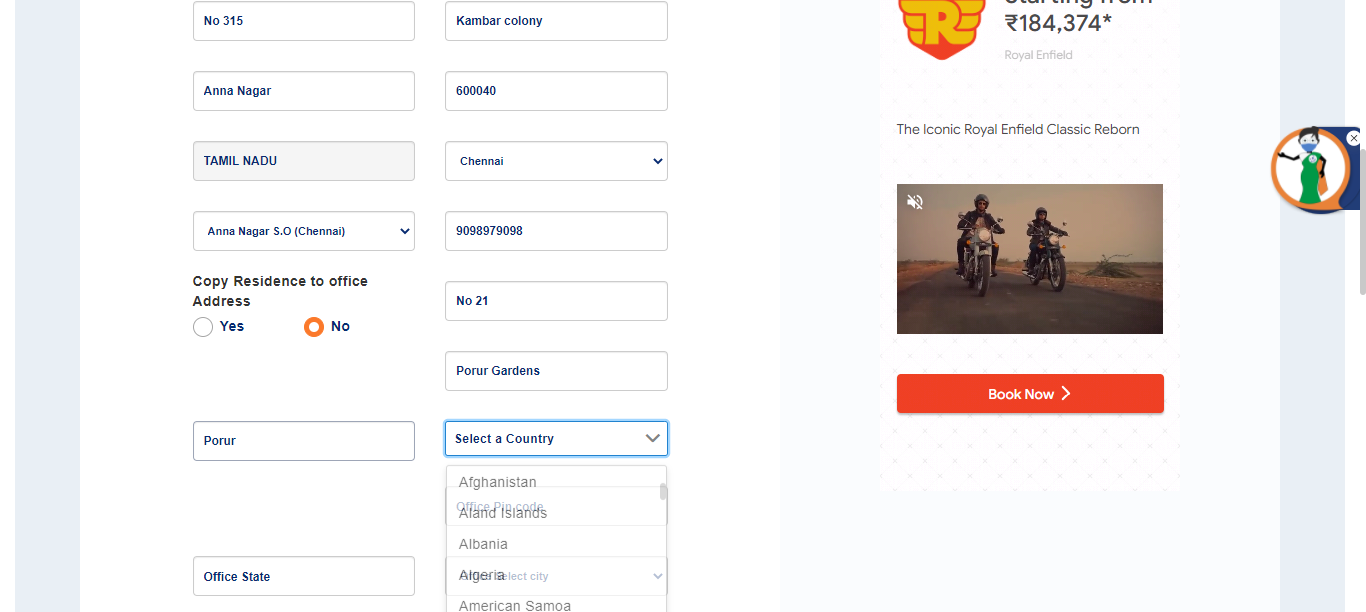 No 315
Kambar colony
Anna Nagar
600040
TAMIL NADU
Chennai
Anna Nagar S.O (Chennai)
9098979098
Copy Residence to office
Address
Yes
No
No 21
Porur Gardens
Porur
Select a Country
Afghanistan
Office Pin code
Aland Islands
Albania
Algeria
Select city
American Samoa
Office State
Starting from
₹184,374*
Royal Enfield
The Iconic Royal Enfield Classic Reborn
Book Now
R